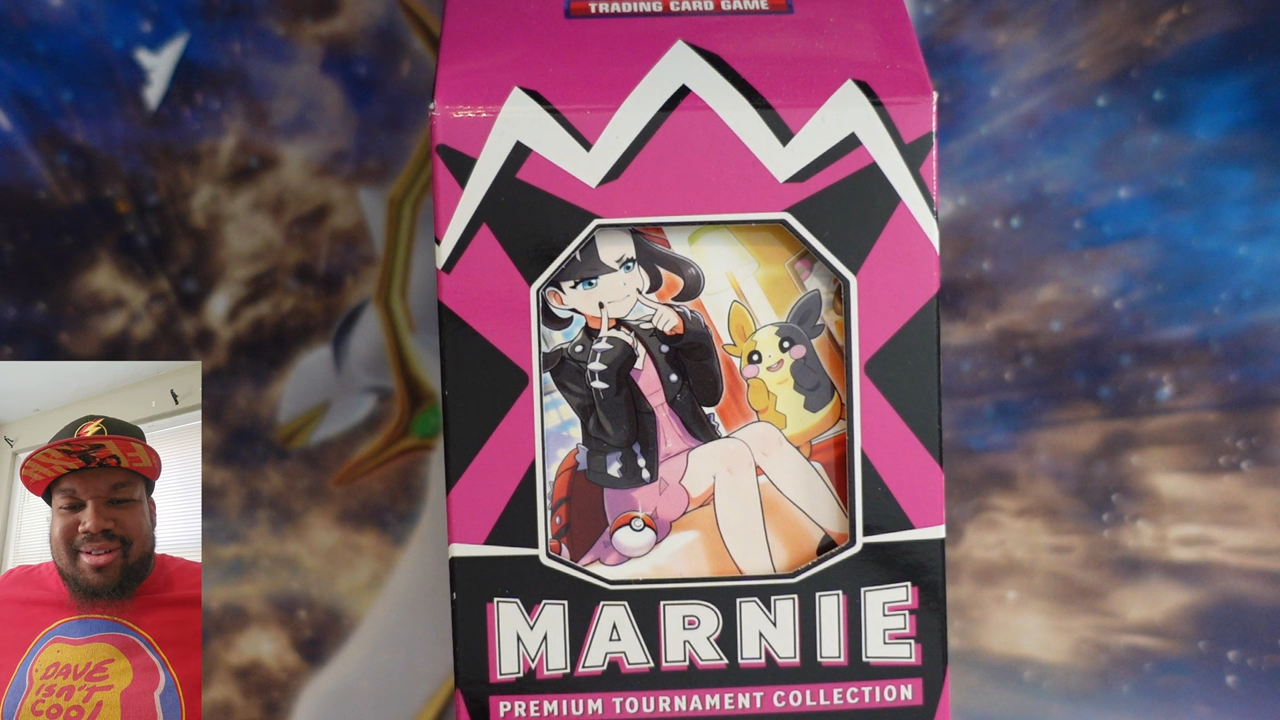 TRADING CARD GAME
MARNIE
PREMIUM TOURNAMENT COLLECTION
DAVE
ISN'T
COOL